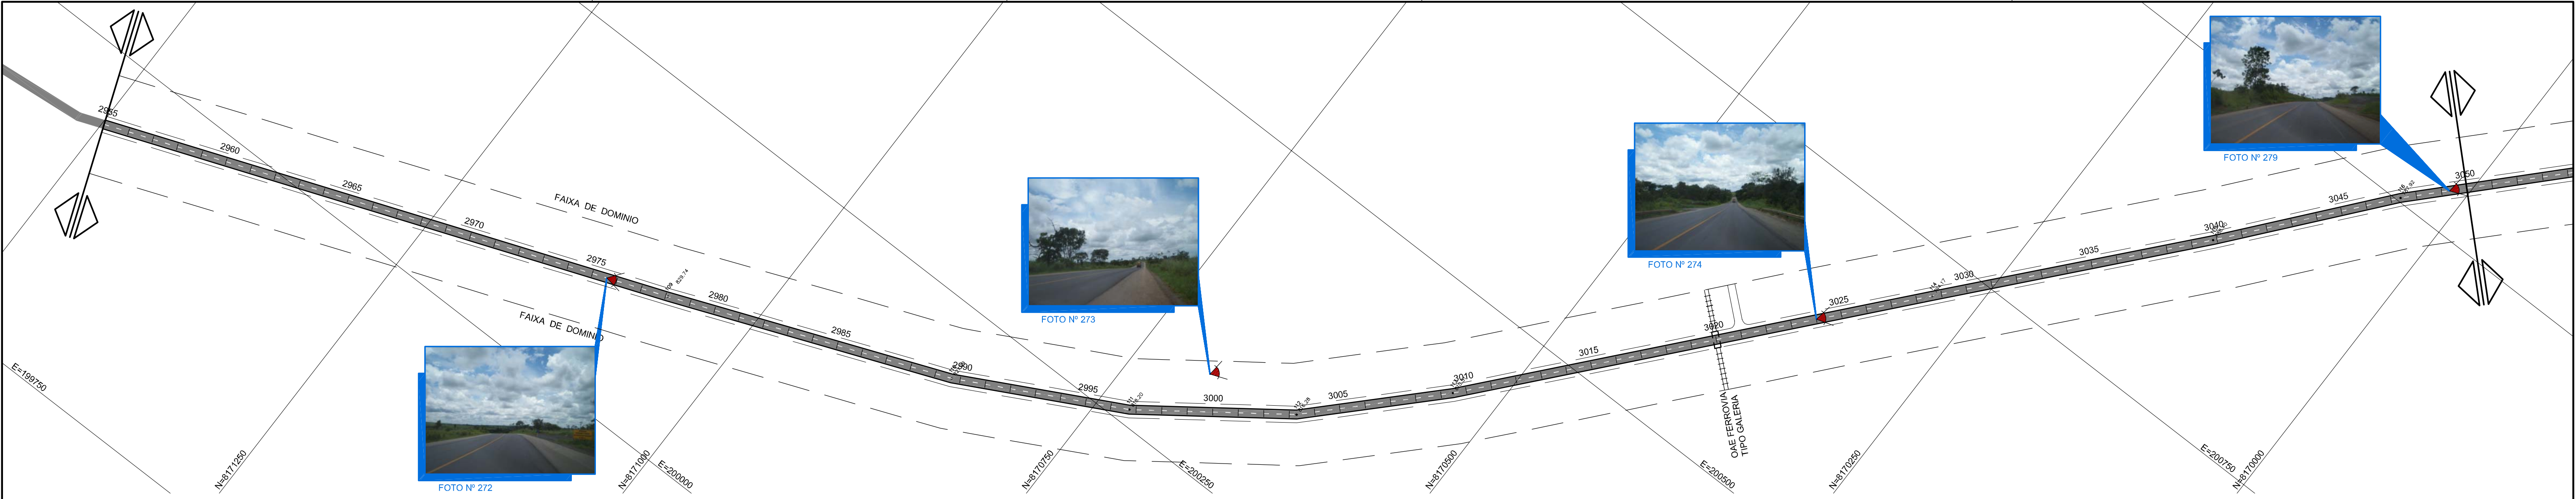 2955
2960
2965
2970
2975
2980
2985
2990
2995
3000
3005
3010
3015
3020
3025
3030
3035
3040
3045
3050
FAIXA DE DOMINIO
FAIXA DE DOMINIO
829.74
FOTO Nº 272
FOTO Nº 273
FOTO Nº 274
FOTO Nº 279
OAE FERROVIA
TIPO GALERIA
E=199750
N=8171250
N=8171000
E=200000
N=8170750
E=200250
N=8170500
E=200500
N=8170250
E=200750
N=8170000